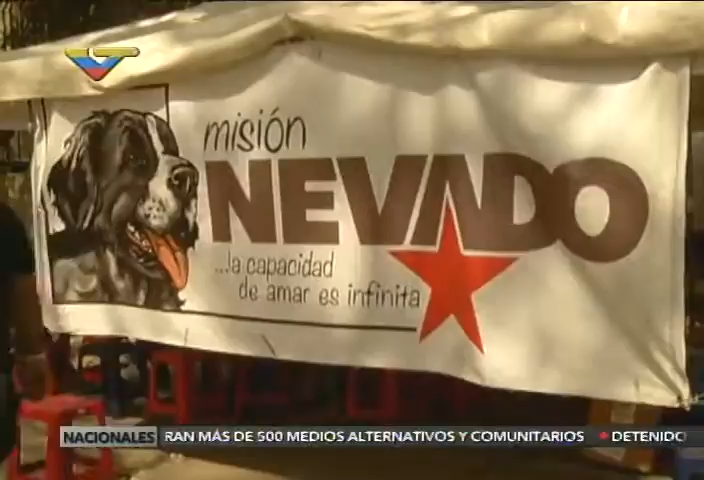 misión
NEVADO
...la capacidad
de amar es infinita
NACIONALES RAN MÁS DE 500 MEDIOS ALTERNATIVOS Y COMUNITARIOS • DETENIDO